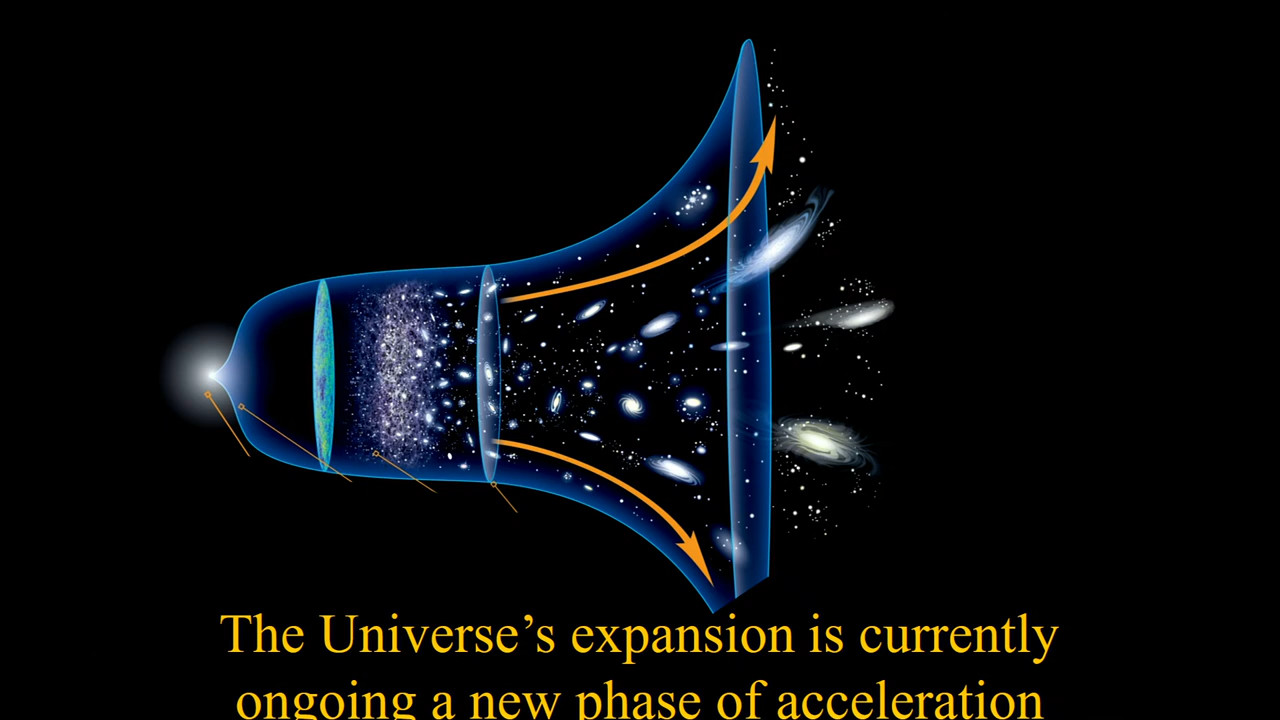 The Universe’s expansion is currently
ongoing a new phase of acceleration